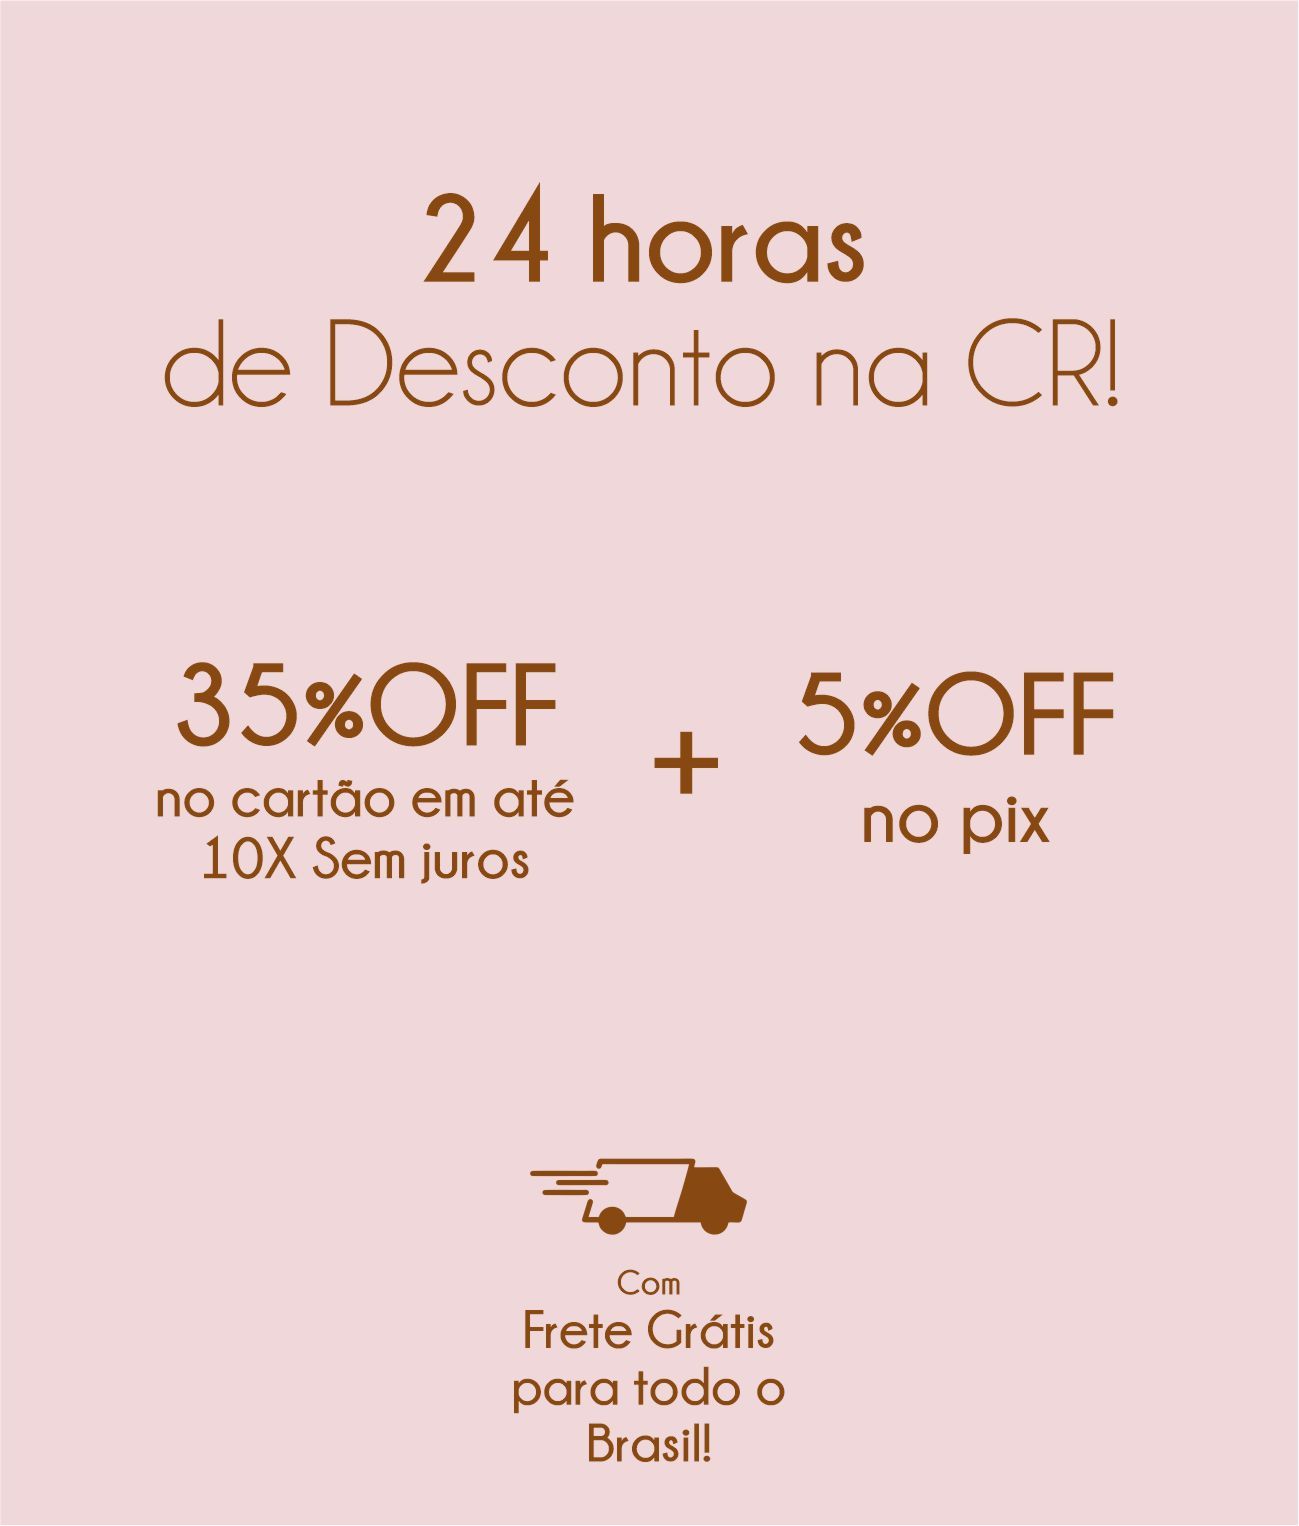 24 horas
de Desconto na CR!
35%OFF
no cartão em até
10X Sem juros
+
5%OFF
no pix
Com
Frete Grátis
para todo o
Brasil!